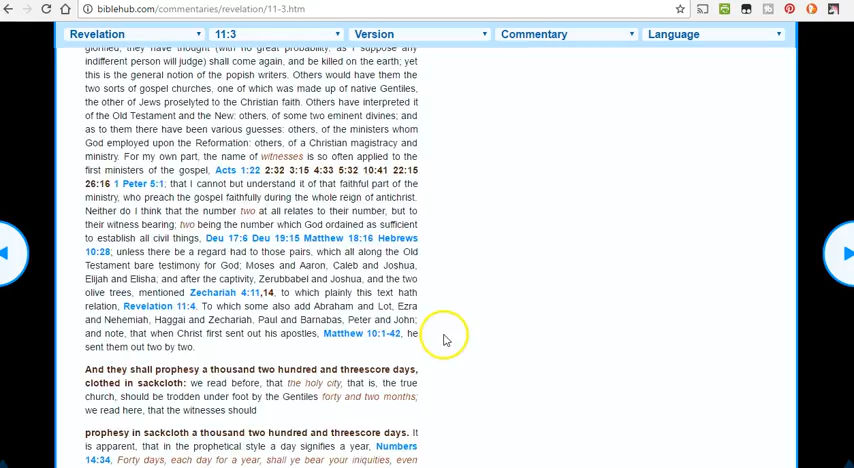 biblehub.com/commentaries/revelation/11-3.htm
Revelation 11:3 Version Commentary Language
glorified, they have thought (with no great probability, as I suppose any
indifferent person will judge) shall come again, and be killed on the earth; yet
this is the general notion of the popish writers. Others would have them the
two sorts of gospel churches, one of which was made up of native Gentiles,
the other of Jews proselyted to the Christian faith. Others have interpreted it
of the Old Testament and the New: others, of some two eminent divines; and
as to them there have been various guesses: others, of the ministers whom
God employed upon the Reformation: others, of a Christian magistracy and
ministry. For my own part, the name of witnesses is so often applied to the
first ministers of the gospel, Acts 1:22 2:32 3:15 4:33 5:32 10:41 22:15
26:16 1 Peter 5:1; that I cannot but understand it of that faithful part of the
ministry, who preach the gospel faithfully during the whole reign of antichrist.
Neither do I think that the number two at all relates to their number, but to
their witness bearing; two being the number which God ordained as sufficient
to establish all civil things, Deu 17:6 Deu 19:15 Matthew 18:16 Hebrews
10:28; unless there be a regard had to those pairs, which all along the Old
Testament bare testimony for God; Moses and Aaron, Caleb and Joshua,
Elijah and Elisha; and after the captivity, Zerubbabel and Joshua, and the two
olive trees, mentioned Zechariah 4:11,14, to which plainly this text hath
relation, Revelation 11:4. To which some also add Abraham and Lot, Ezra
and Nehemiah, Haggai and Zechariah, Paul and Barnabas, Peter and John;
and note, that when Christ first sent out his apostles, Matthew 10:1-42, he
sent them out two by two.
And they shall prophesy a thousand two hundred and threescore days,
clothed in sackcloth: we read before, that the holy city, that is, the true
church, should be trodden under foot by the Gentiles forty and two months;
we read here, that the witnesses should
prophesy in sackcloth a thousand two hundred and threescore days. It
is apparent, that in the prophetical style a day signifies a year, Numbers
14:34, Forty days, each day for a year, shall ye bear your iniquities, even